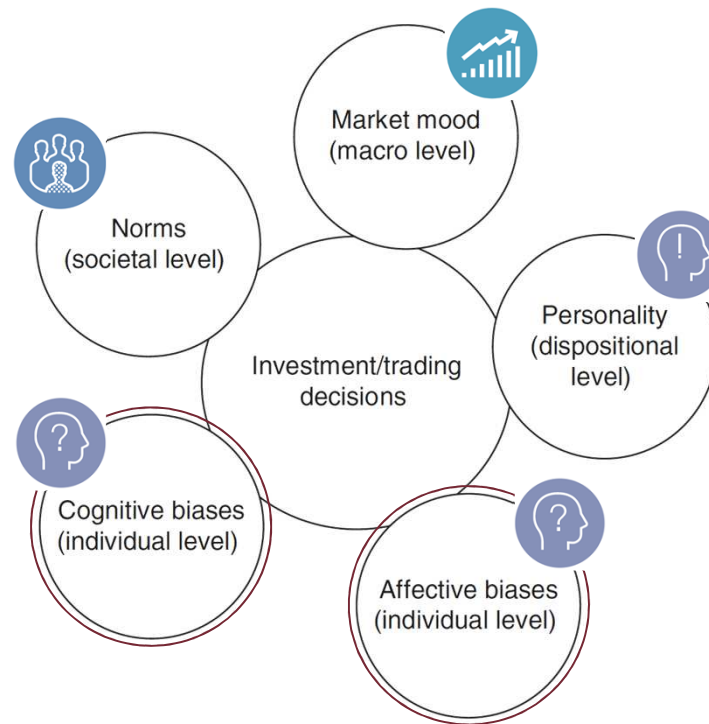 Market mood
(macro level)
Norms
(societal level)
Personality
(dispositional
level)
Investment/trading
decisions
Cognitive biases
(individual level)
Affective biases
(individual level)
?
?
!